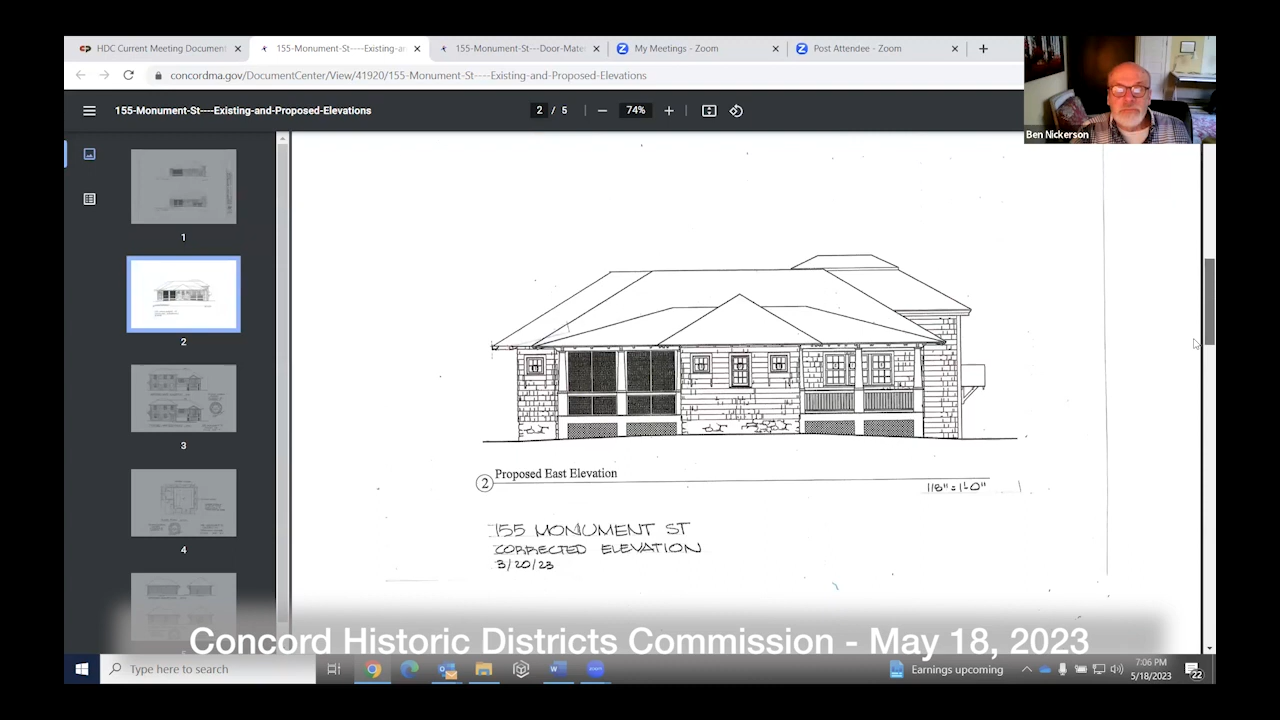 HDC Current Meeting Document
155-Monument-St----Existing-an
155-Monument-St---Door-Mater
My Meetings - Zoom
Post Attendee - Zoom
concordma.gov/DocumentCenter/View/41920/155-Monument-St----Existing-and-Proposed-Elevations
155-Monument-St----Existing-and-Proposed-Elevations
2 / 5
74%
Ben Nickerson
1
2
3
4
2 Proposed East Elevation
1/8"=1'-0"
155 MONUMENT ST
CORRECTED ELEVATION
3/20/23
Concord Historic Districts Commission - May 18, 2023
Type here to search
Earnings upcoming
7:06 PM
5/18/2023
22